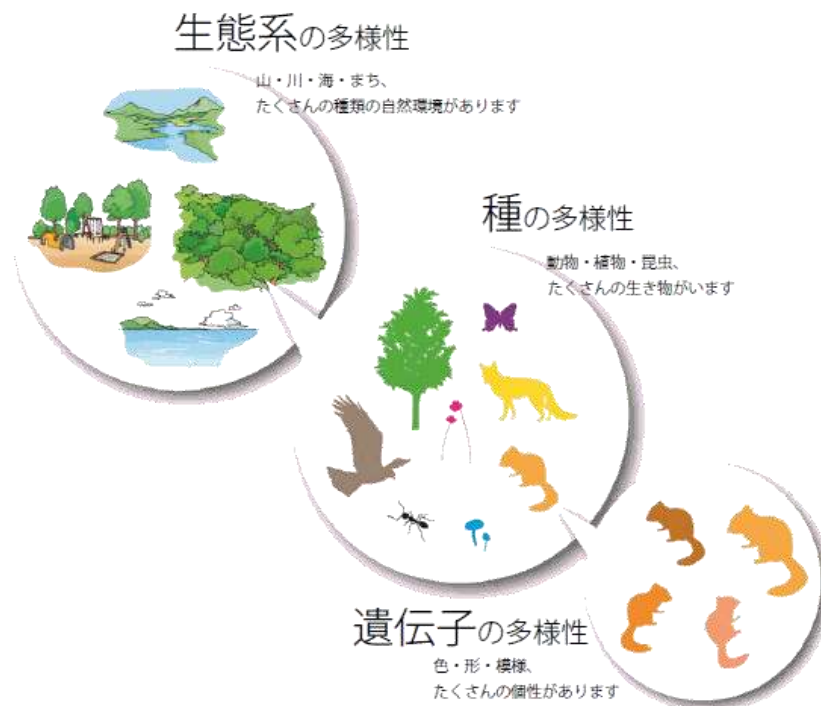 生態系の多様性
山・川・海・まち、
たくさんの種類の自然環境があります
種の多様性
動物・植物・昆虫、
たくさんの生き物がいます
遺伝子の多様性
色・形・模様、
たくさんの個性があります